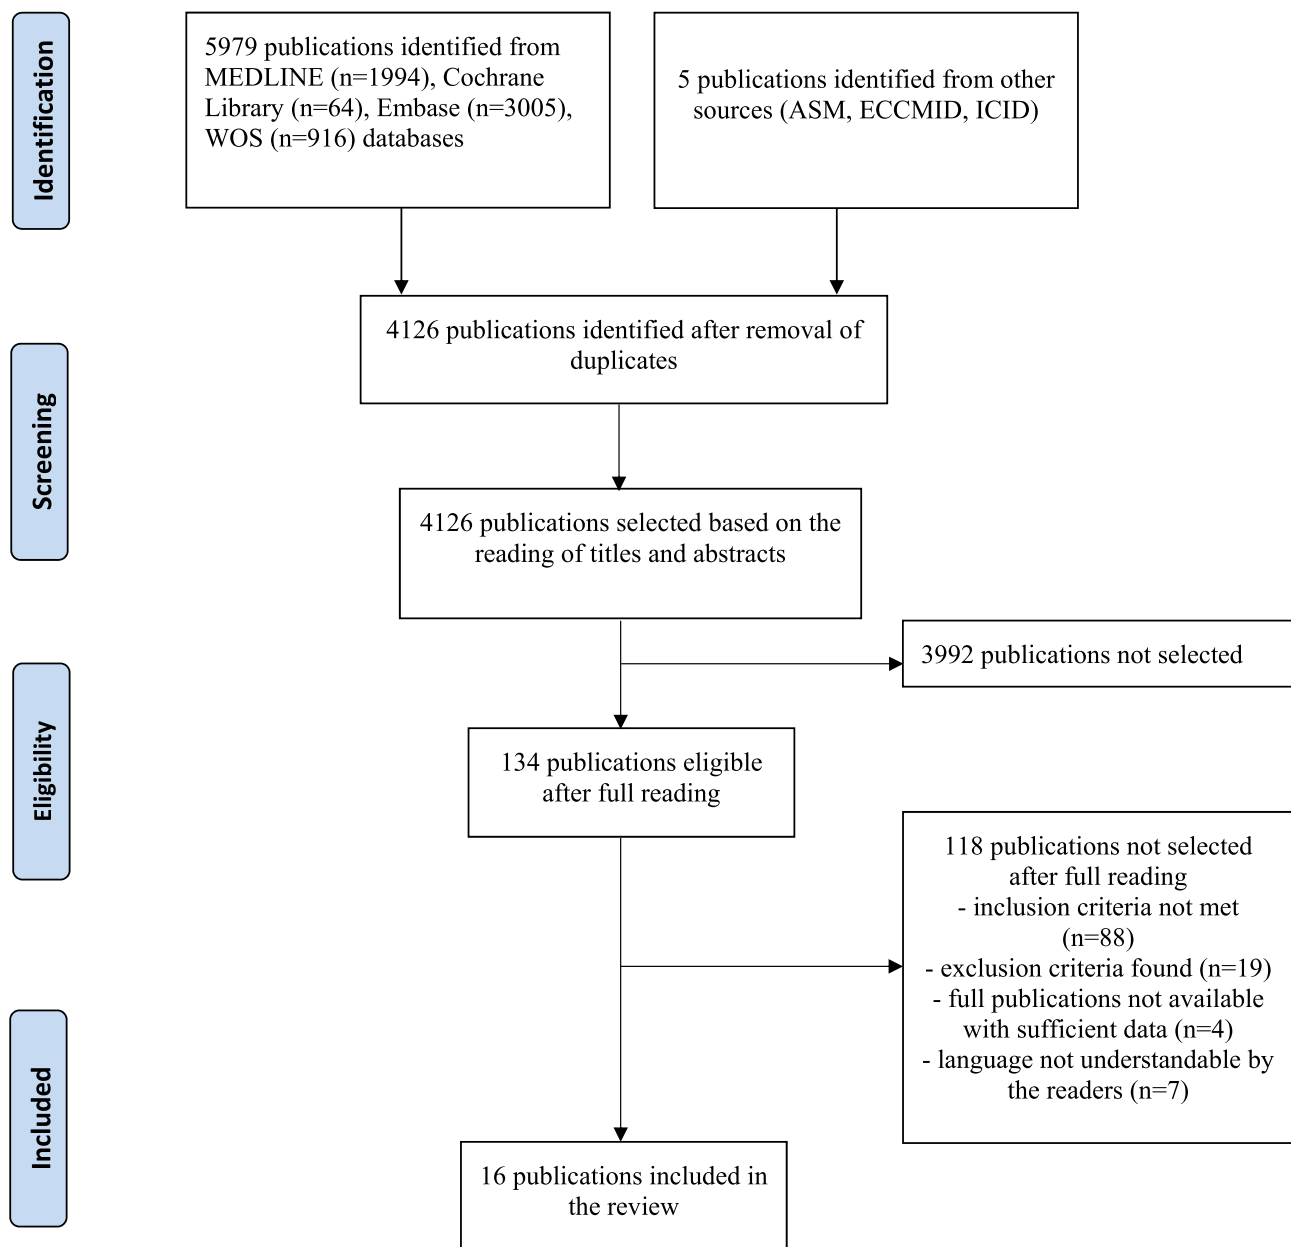 Identification
5979 publications identified from
MEDLINE (n=1994), Cochrane
Library (n=64), Embase (n=3005),
WOS (n=916) databases
5 publications identified from other
sources (ASM, ECCMID, ICID)
4126 publications identified after removal of
duplicates
Screening
4126 publications selected based on the
reading of titles and abstracts
3992 publications not selected
Eligibility
134 publications eligible
after full reading
118 publications not selected
after full reading
- inclusion criteria not met
(n=88)
- exclusion criteria found (n=19)
- full publications not available
with sufficient data (n=4)
- language not understandable by
the readers (n=7)
Included
16 publications included in
the review